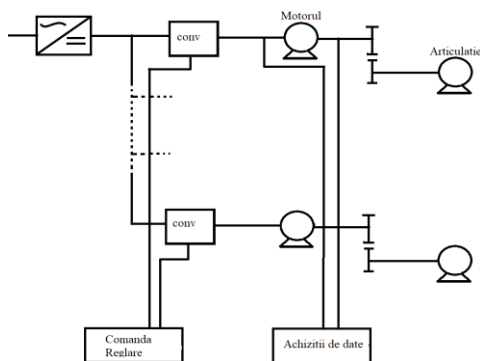 Motorul
conv
Articulatie
conv
Comanda
Reglare
Achizitii de date